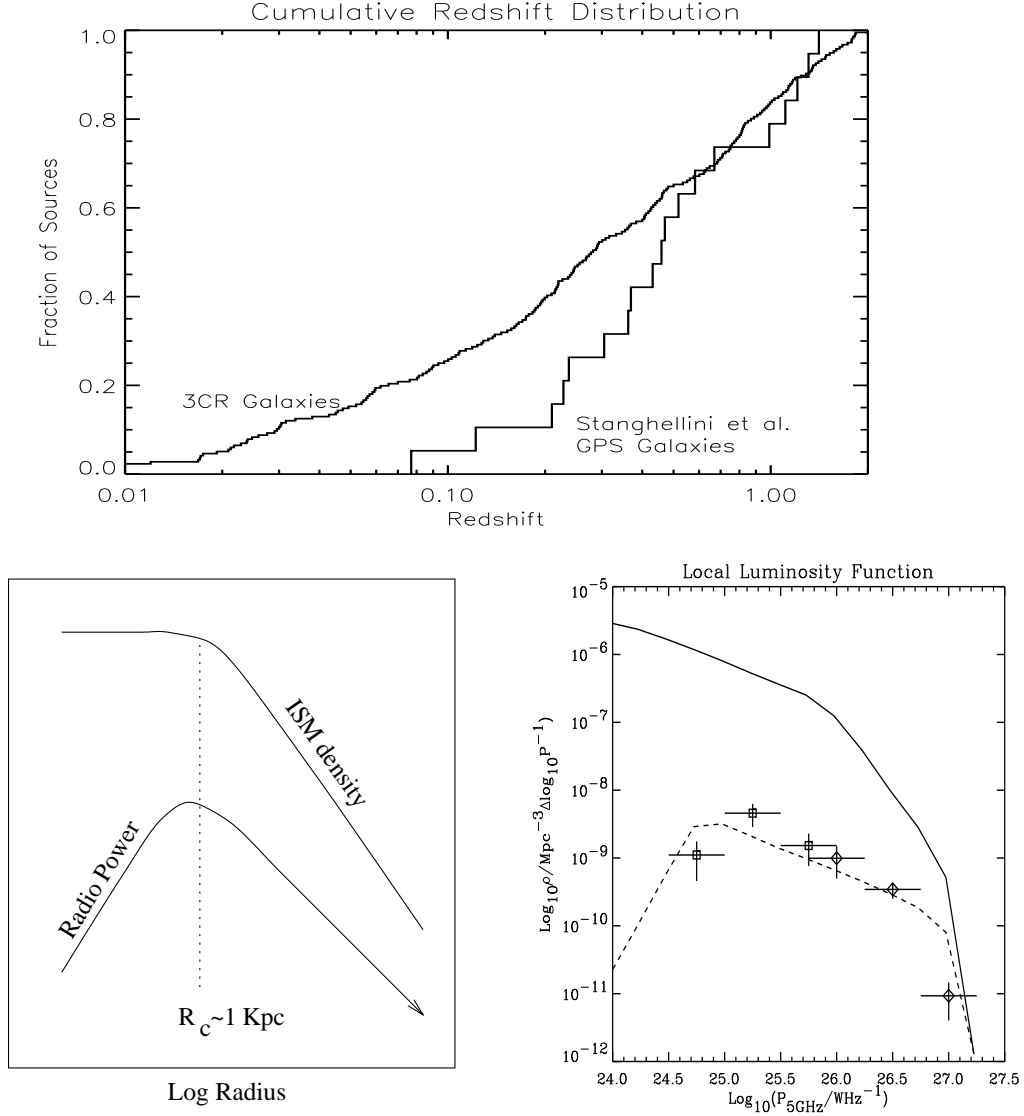 Cumulative Redshift Distribution
1.0
0.8
0.6
0.4
0.2
0.0
Fraction of Sources
3CR Galaxies
Stanghellini et al.
GPS Galaxies
0.01 0.10 1.00
Redshift
ISM density
Radio Power
R_c~1 Kpc
Log Radius
Local Luminosity Function
10^-5
10^-6
10^-7
10^-8
10^-9
10^-10
10^-11
10^-12
Log_10ρ/Mpc^-3Δlog_10P^-1)
24.0 24.5 25.0 25.5 26.0 26.5 27.0 27.5
Log_10(P_5GHz/WHz^-1)